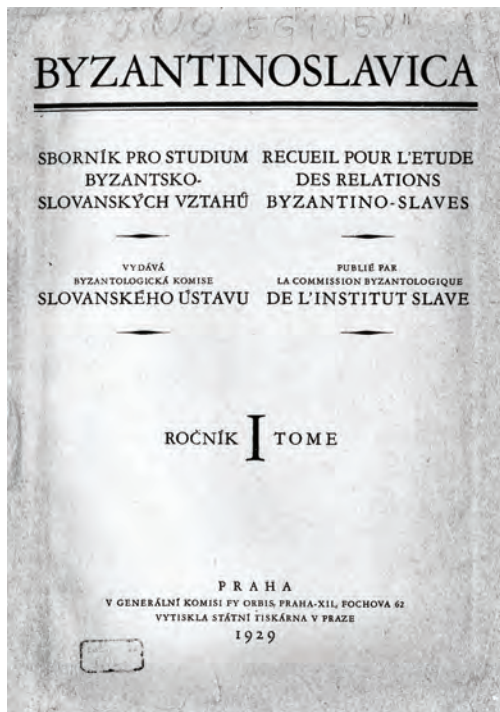 BYZANTINOSLAVICA
SBORNÍK PRO STUDIUM
BYZANTSKO-
SLOVANSKÝCH VZTAHŮ
RECUEIL POUR L'ETUDE
DES RELATIONS
BYZANTINO-SLAVES
VYDÁVÁ
BYZANTOLOGICKÁ KOMISE
SLOVANSKÉHO ÚSTAVU
PUBLIÉ PAR
LA COMMISSION BYZANTOLOGIQUE
DE L'INSTITUT SLAVE
ROČNÍK I TOME
PRAHA
V GENERÁLNÍ KOMISI FY ORBIS, PRAHA-XII, FOCHOVA 62
VYTISKLA STÁTNÍ TISKÁRNA V PRAZE
1929